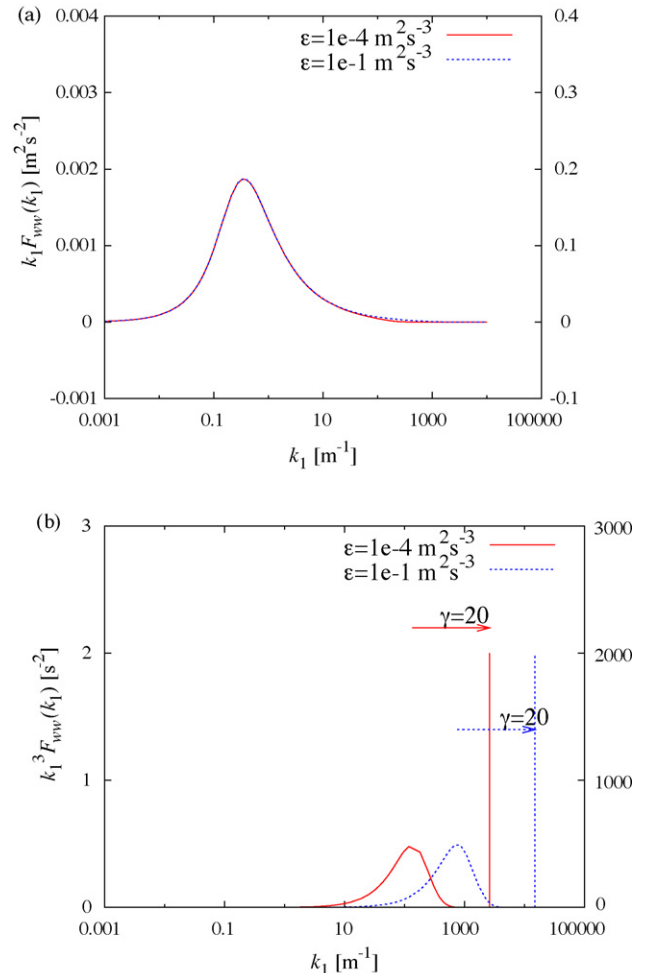 (a)
ε=1e-4 m²s⁻³
ε=1e-1 m²s⁻³
0.004
0.003
0.002
0.001
0
-0.001
0.4
0.3
0.2
0.1
0
-0.1
k₁F_ww(k₁) [m²s⁻²]
0.001 0.1 10 1000 100000
k₁ [m⁻¹]
(b)
ε=1e-4 m²s⁻³
ε=1e-1 m²s⁻³
3
2
1
0
3000
2000
1000
0
γ=20
γ=20
k₁³F_ww(k₁) [s⁻²]
0.001 0.1 10 1000 100000
k₁ [m⁻¹]